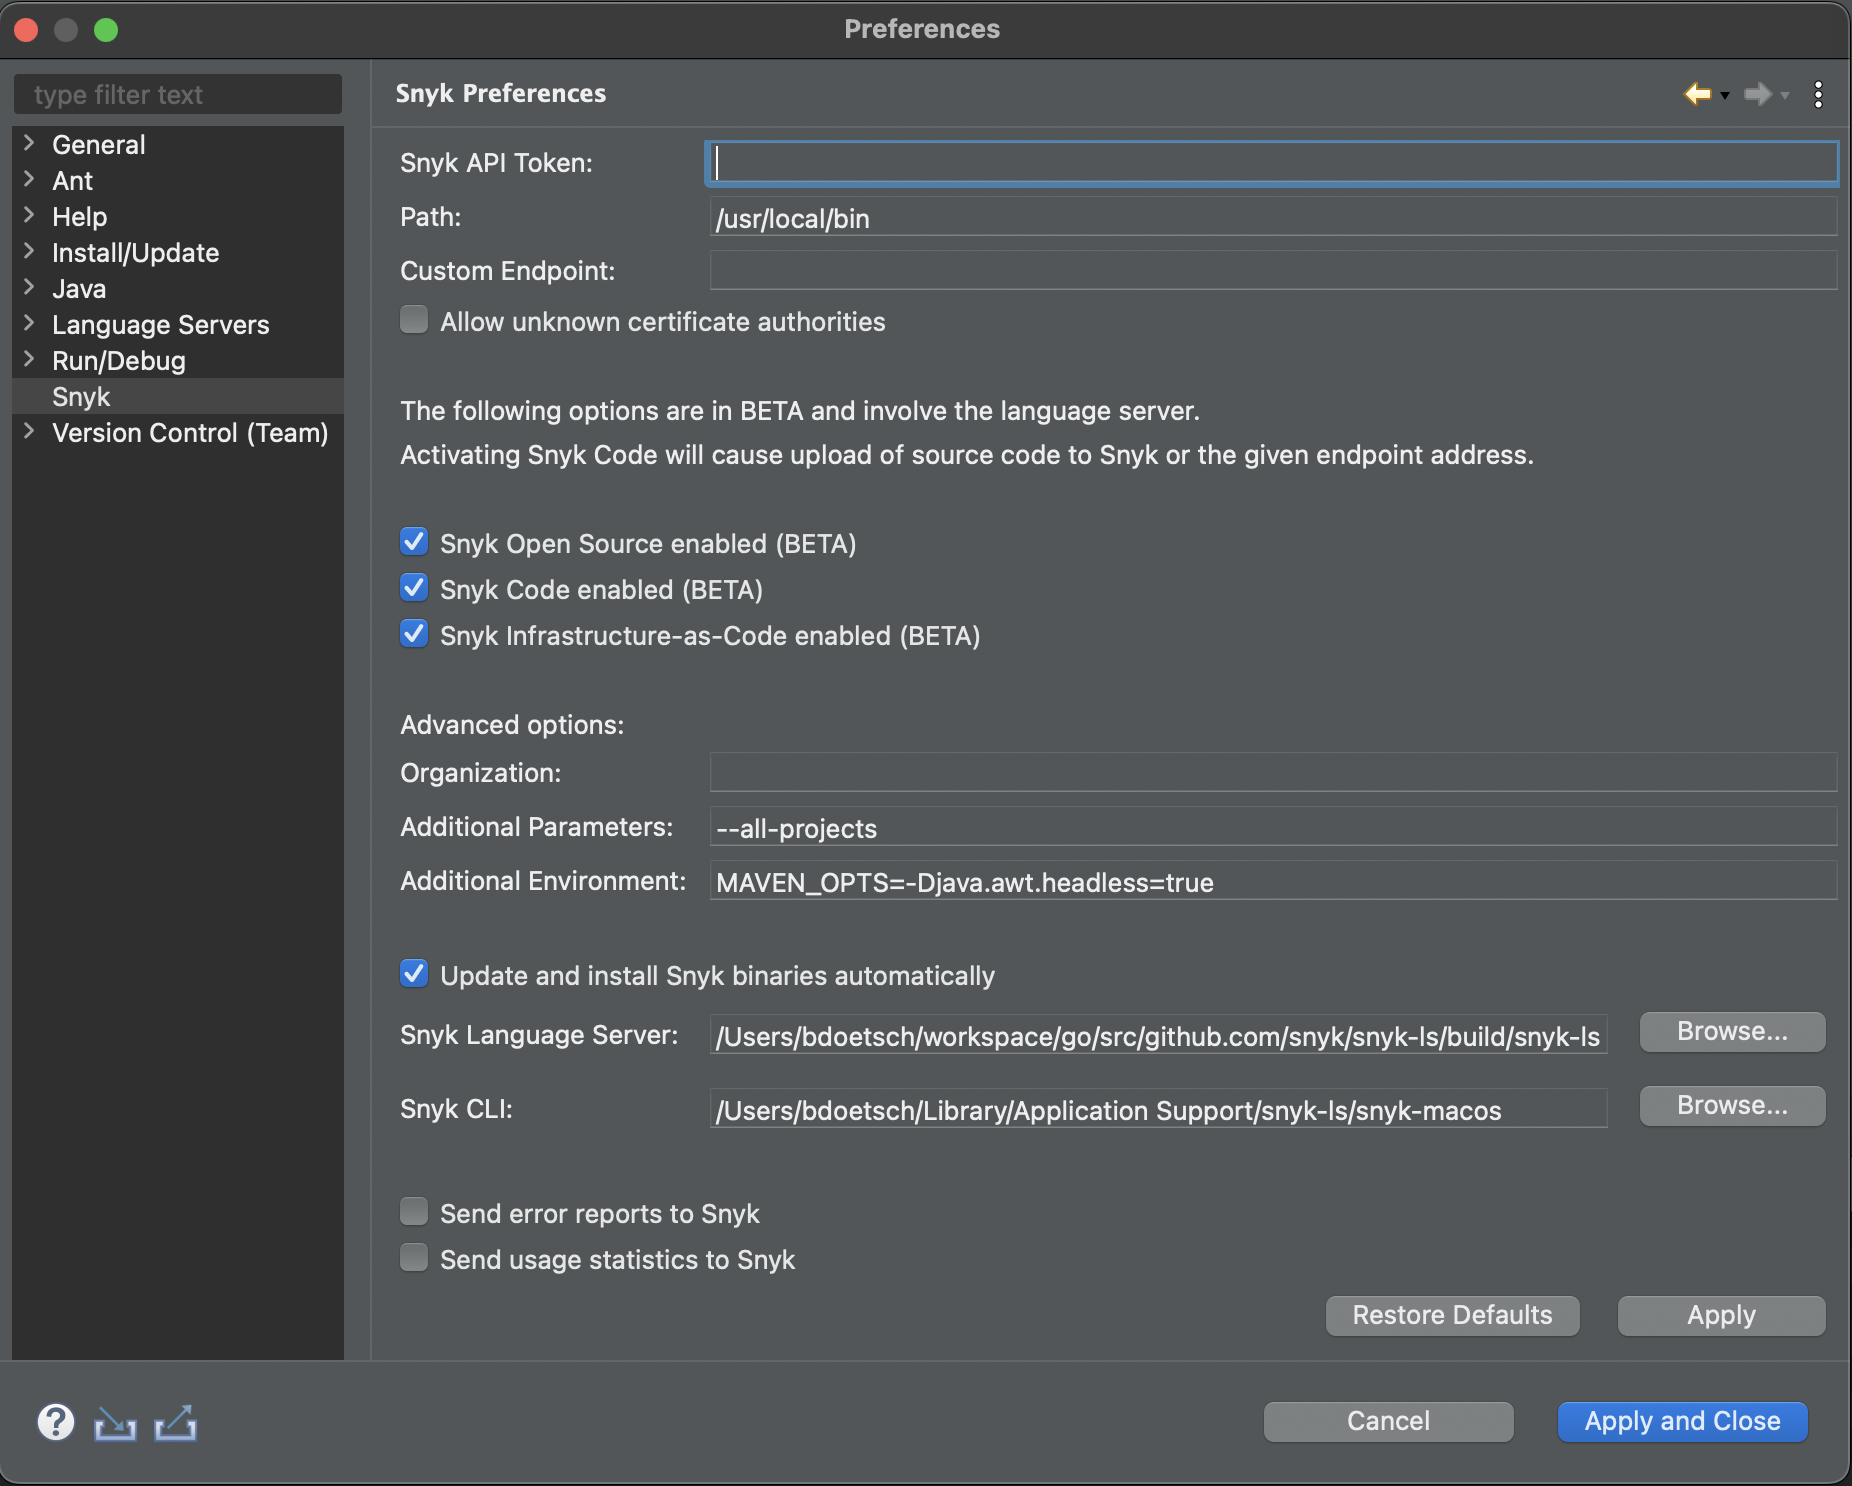 Preferences
type filter text
General
Ant
Help
Install/Update
Java
Language Servers
Run/Debug
Snyk
Version Control (Team)
Snyk Preferences
Snyk API Token:
Path: /usr/local/bin
Custom Endpoint:
Allow unknown certificate authorities
The following options are in BETA and involve the language server.
Activating Snyk Code will cause upload of source code to Snyk or the given endpoint address.
Snyk Open Source enabled (BETA)
Snyk Code enabled (BETA)
Snyk Infrastructure-as-Code enabled (BETA)
Advanced options:
Organization:
Additional Parameters: --all-projects
Additional Environment: MAVEN_OPTS=-Djava.awt.headless=true
Update and install Snyk binaries automatically
Snyk Language Server: /Users/bdoetsch/workspace/go/src/github.com/snyk/snyk-ls/build/snyk-ls Browse...
Snyk CLI: /Users/bdoetsch/Library/Application Support/snyk-ls/snyk-macos Browse...
Send error reports to Snyk
Send usage statistics to Snyk
Restore Defaults Apply
? Cancel Apply and Close